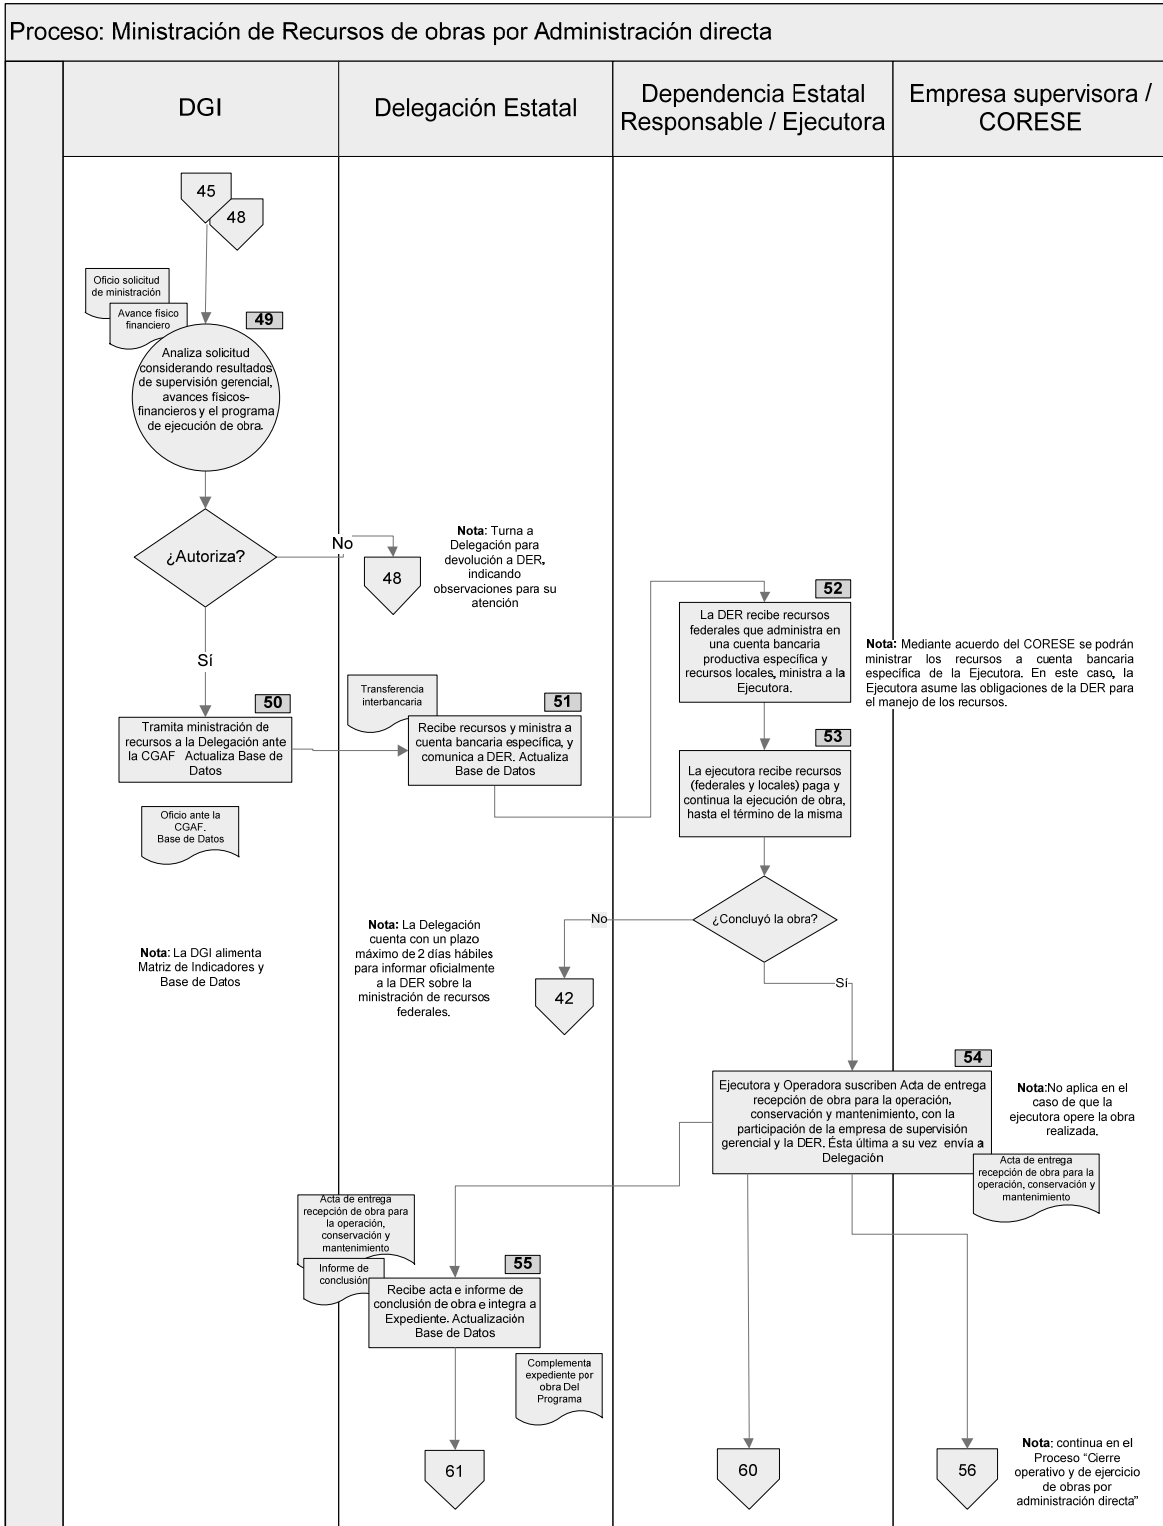 Proceso: Ministración de Recursos de obras por Administración directa
DGI
Delegación Estatal
Dependencia Estatal
Responsable / Ejecutora
Empresa supervisora /
CORESE
45
48
Oficio solicitud
de ministración
Avance físico
financiero
49
Analiza solicitud
considerando resultados
de supervisión gerencial,
avances físicos-
financieros y el programa
de ejecución de obra.
¿Autoriza?
No
48
Nota: Turna a
Delegación para
devolución a DER,
indicando
observaciones para su
atención
Sí
50
Tramita ministración de
recursos a la Delegación ante
la CGAF Actualiza Base de
Datos
Oficio ante la
CGAF.
Base de Datos
Transferencia
interbancaria
51
Recibe recursos y ministra a
cuenta bancaria específica, y
comunica a DER. Actualiza
Base de Datos
52
La DER recibe recursos
federales que administra en
una cuenta bancaria
productiva específica y
recursos locales, ministra a la
Ejecutora.
Nota: Mediante acuerdo del CORESE se podrán
ministrar los recursos a cuenta bancaria
específica de la Ejecutora. En este caso, la
Ejecutora asume las obligaciones de la DER para
el manejo de los recursos.
53
La ejecutora recibe recursos
(federales y locales) paga y
continua la ejecución de obra,
hasta el término de la misma
¿Concluyó la obra?
No
42
Sí
Nota: La DGI alimenta
Matriz de Indicadores y
Base de Datos
Nota: La Delegación
cuenta con un plazo
máximo de 2 días hábiles
para informar oficialmente
a la DER sobre la
ministración de recursos
federales.
54
Ejecutora y Operadora suscriben Acta de entrega
recepción de obra para la operación,
conservación y mantenimiento, con la
participación de la empresa de supervisión
gerencial y la DER. Ésta última a su vez envía a
Delegación
Nota:No aplica en el
caso de que la
ejecutora opere la obra
realizada.
Acta de entrega
recepción de obra para la
operación, conservación y
mantenimiento
Acta de entrega
recepción de obra para
la operación,
conservación y
mantenimiento
Informe de
conclusión
55
Recibe acta e informe de
conclusión de obra e integra a
Expediente. Actualización
Base de Datos
Complementa
expediente por
obra Del
Programa
61
60
56
Nota: continua en el
Proceso “Cierre
operativo y de ejercicio
de obras por
administración directa”